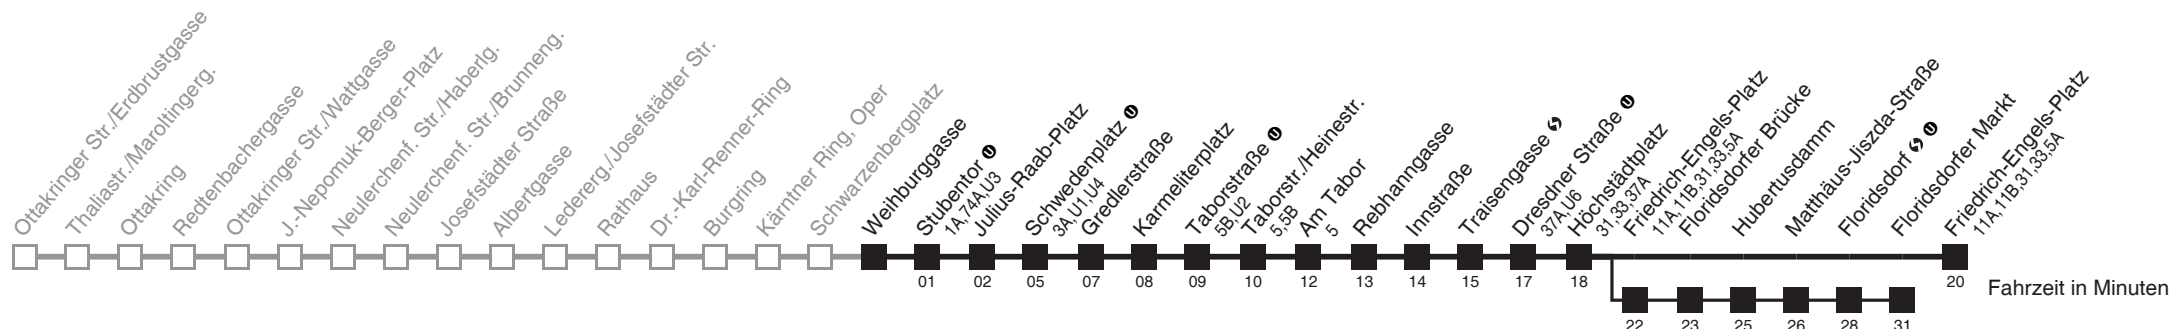 Ottakringer Str./Erdbrustgasse
Thaliastr./Maroltingerg.
Ottakring
Redtenbachergasse
Ottakringer Str./Wattgasse
J.-Nepomuk-Berger-Platz
Neulerchenf. Str./Haberlg.
Neulerchenf. Str./Brunneng.
Josefstädter Straße
Albertgasse
Lederergr./Josefstädter Str.
Rathaus
Dr.-Karl-Renner-Ring
Burgring
Kärntner Ring, Oper
Schwarzenbergplatz
Weihburggasse
Stubentor U
1A,74A,U3
Julius-Raab-Platz
Schwedenplatz U
3A,U1,U4
Gredlerstraße
Karmeliterplatz
Taborstraße U
5B,U2
Taborstr./Heinestr.
5,5B
Am Tabor
5
Rebhanngasse
Innstraße
Traisengasse S
Dresdner Straße U
37A,U6
Höchstädtplatz
31,33,37A
Friedrich-Engels-Platz
11A,11B,31,33,5A
Floridsdorfer Brücke
Hubertusdamm
Matthäus-Jiszda-Straße
Floridsdorf S U
Floridsdorfer Markt
Friedrich-Engels-Platz
11A,11B,31,33,5A
01 02 05 07 08 09 10 12 13 14 15 17 18 20
Fahrzeit in Minuten
22 23 25 26 28 31